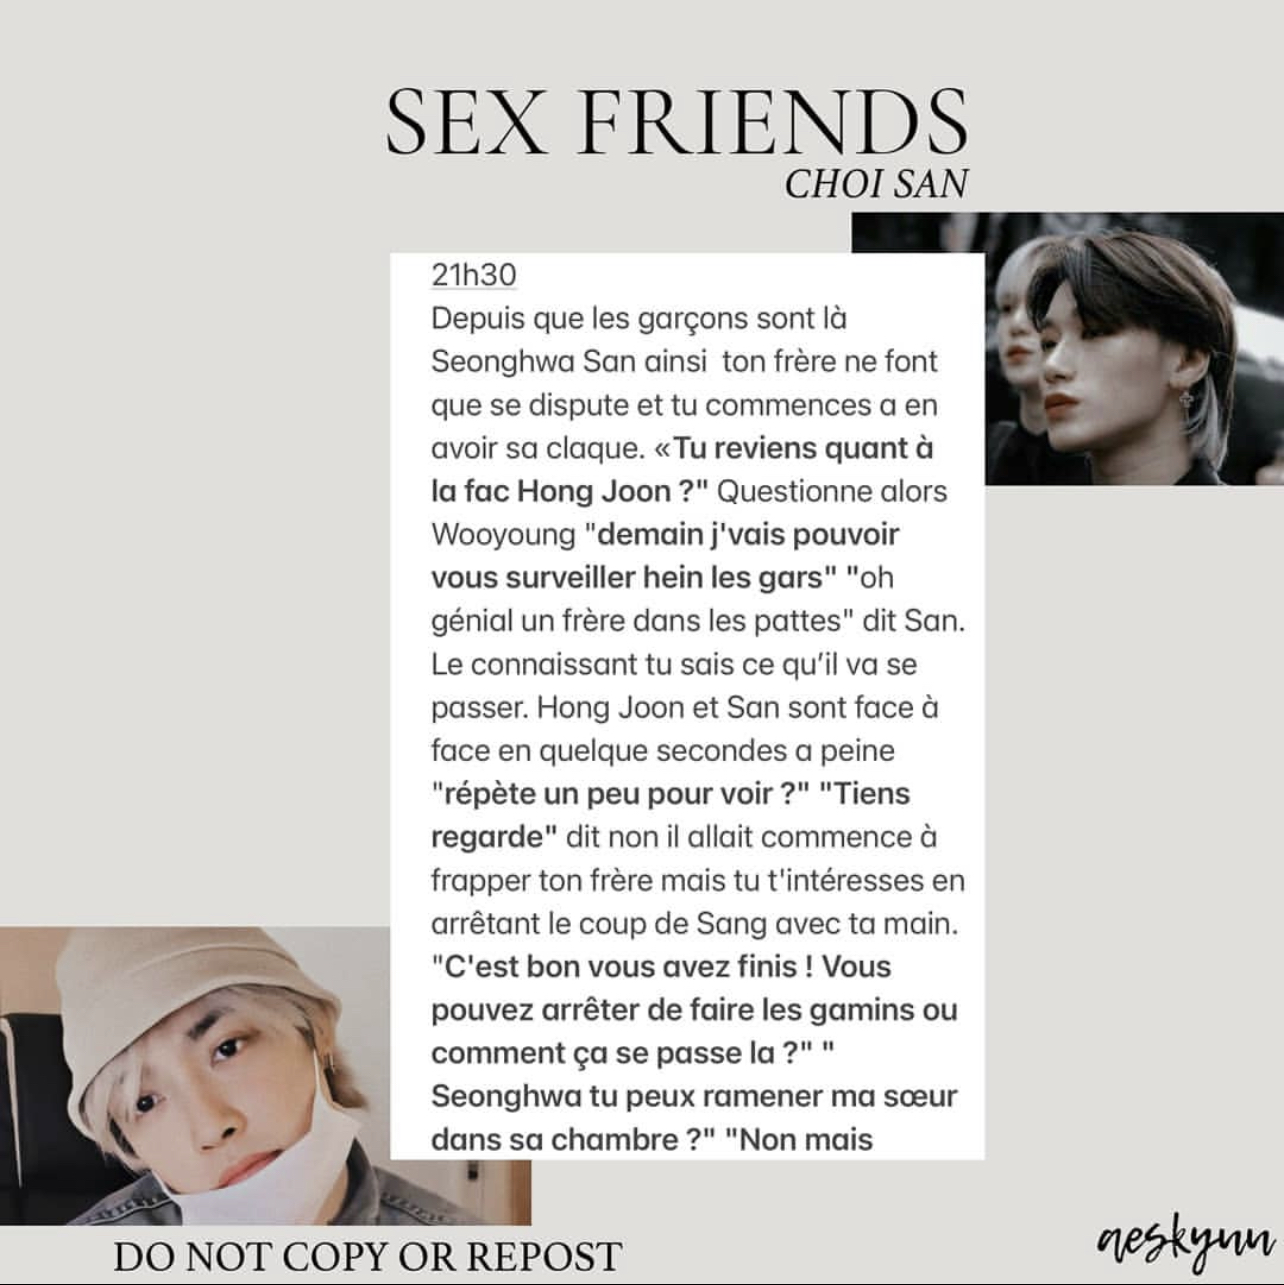 SEX FRIENDS
CHOI SAN
21h30
Depuis que les garçons sont là
Seonghwa San ainsi  ton frère ne font
que se dispute et tu commences a en
avoir sa claque. «Tu reviens quant à
la fac Hong Joon ?" Questionne alors
Wooyoung "demain j'vais pouvoir
vous surveiller hein les gars" "oh
génial un frère dans les pattes" dit San.
Le connaissant tu sais ce qu’il va se
passer. Hong Joon et San sont face à
face en quelque secondes a peine
"répète un peu pour voir ?" "Tiens
regarde" dit non il allait commence à
frapper ton frère mais tu t'intéresses en
arrêtant le coup de Sang avec ta main.
"C'est bon vous avez finis ! Vous
pouvez arrêter de faire les gamins ou
comment ça se passe la ?" "
Seonghwa tu peux ramener ma sœur
dans sa chambre ?" "Non mais
DO NOT COPY OR REPOST
aeskynn